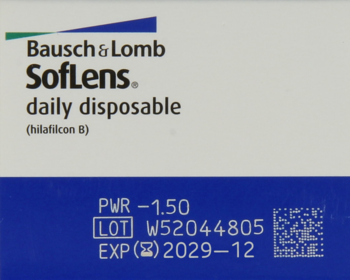 Bausch & Lomb
SofLens®
daily disposable
(hilafilcon B)
PWR -1.50
LOT W52044805
EXP (⌛) 2029-12